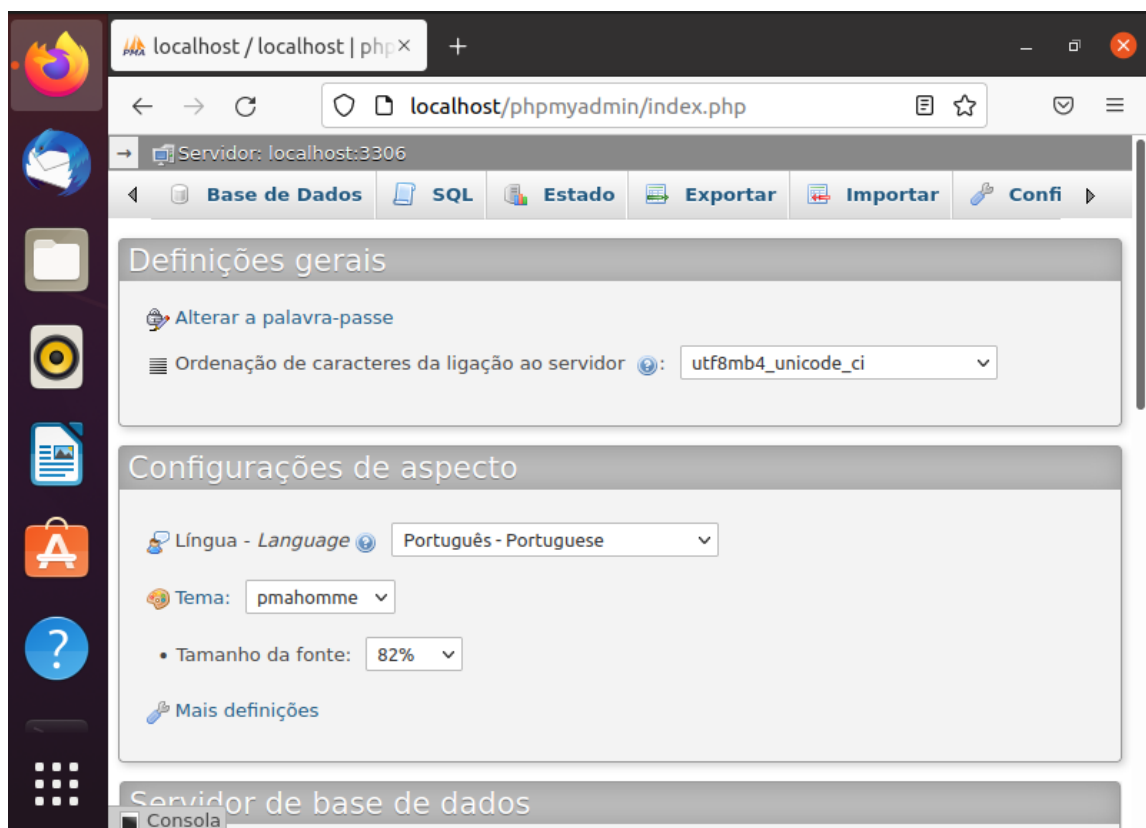 localhost / localhost | php
localhost/phpmyadmin/index.php
Servidor: localhost:3306
Base de Dados SQL Estado Exportar Importar Confi
Definições gerais
Alterar a palavra-passe
Ordenação de caracteres da ligação ao servidor : utf8mb4_unicode_ci
Configurações de aspecto
Língua - Language Português - Portuguese
Tema: pmahomme
• Tamanho da fonte: 82%
Mais definições
Servidor de base de dados
Consola